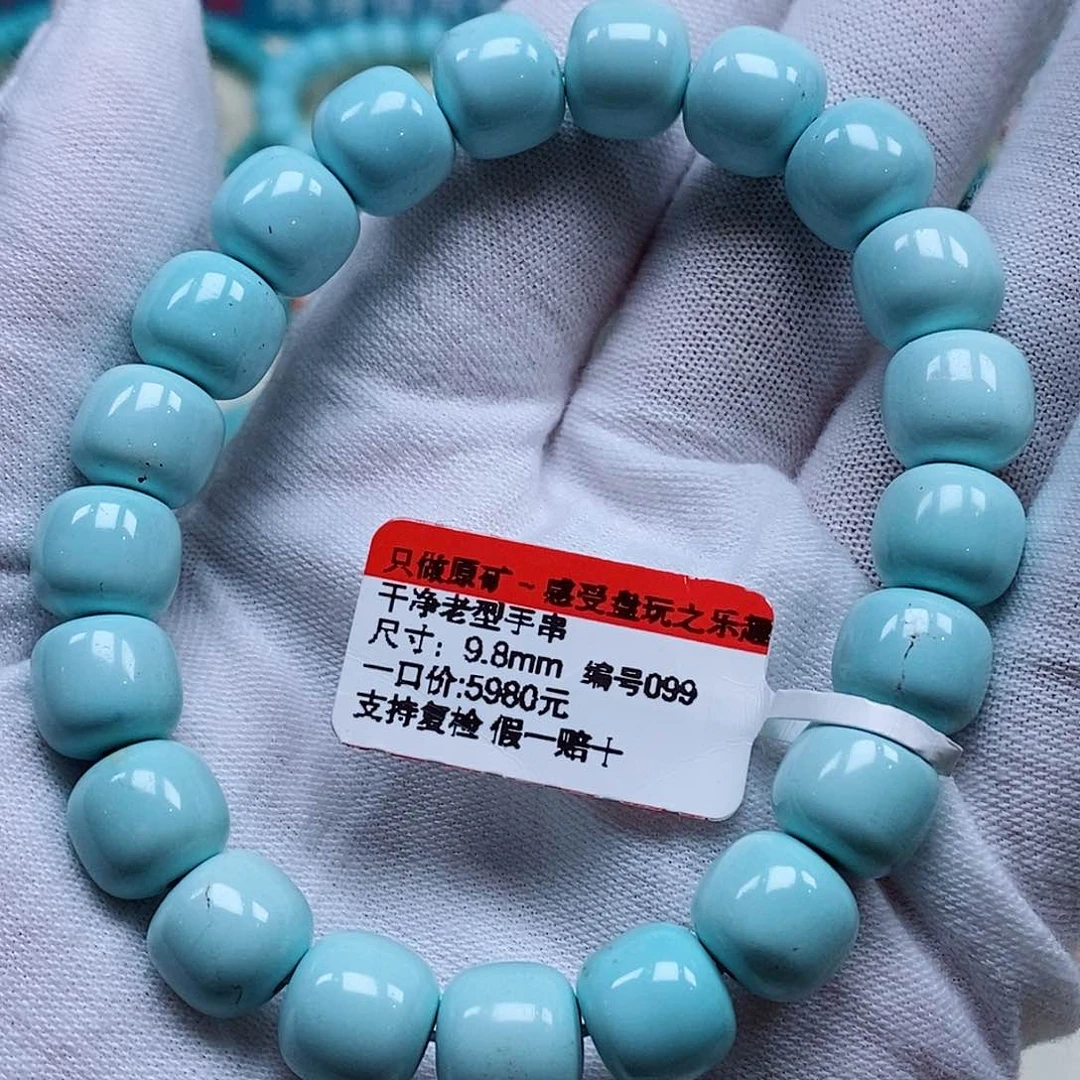 只做原矿～感受盘玩之乐趣
干净老型手串
尺寸：9.8mm 编号099
一口价:5980元
支持复检 假一赔十